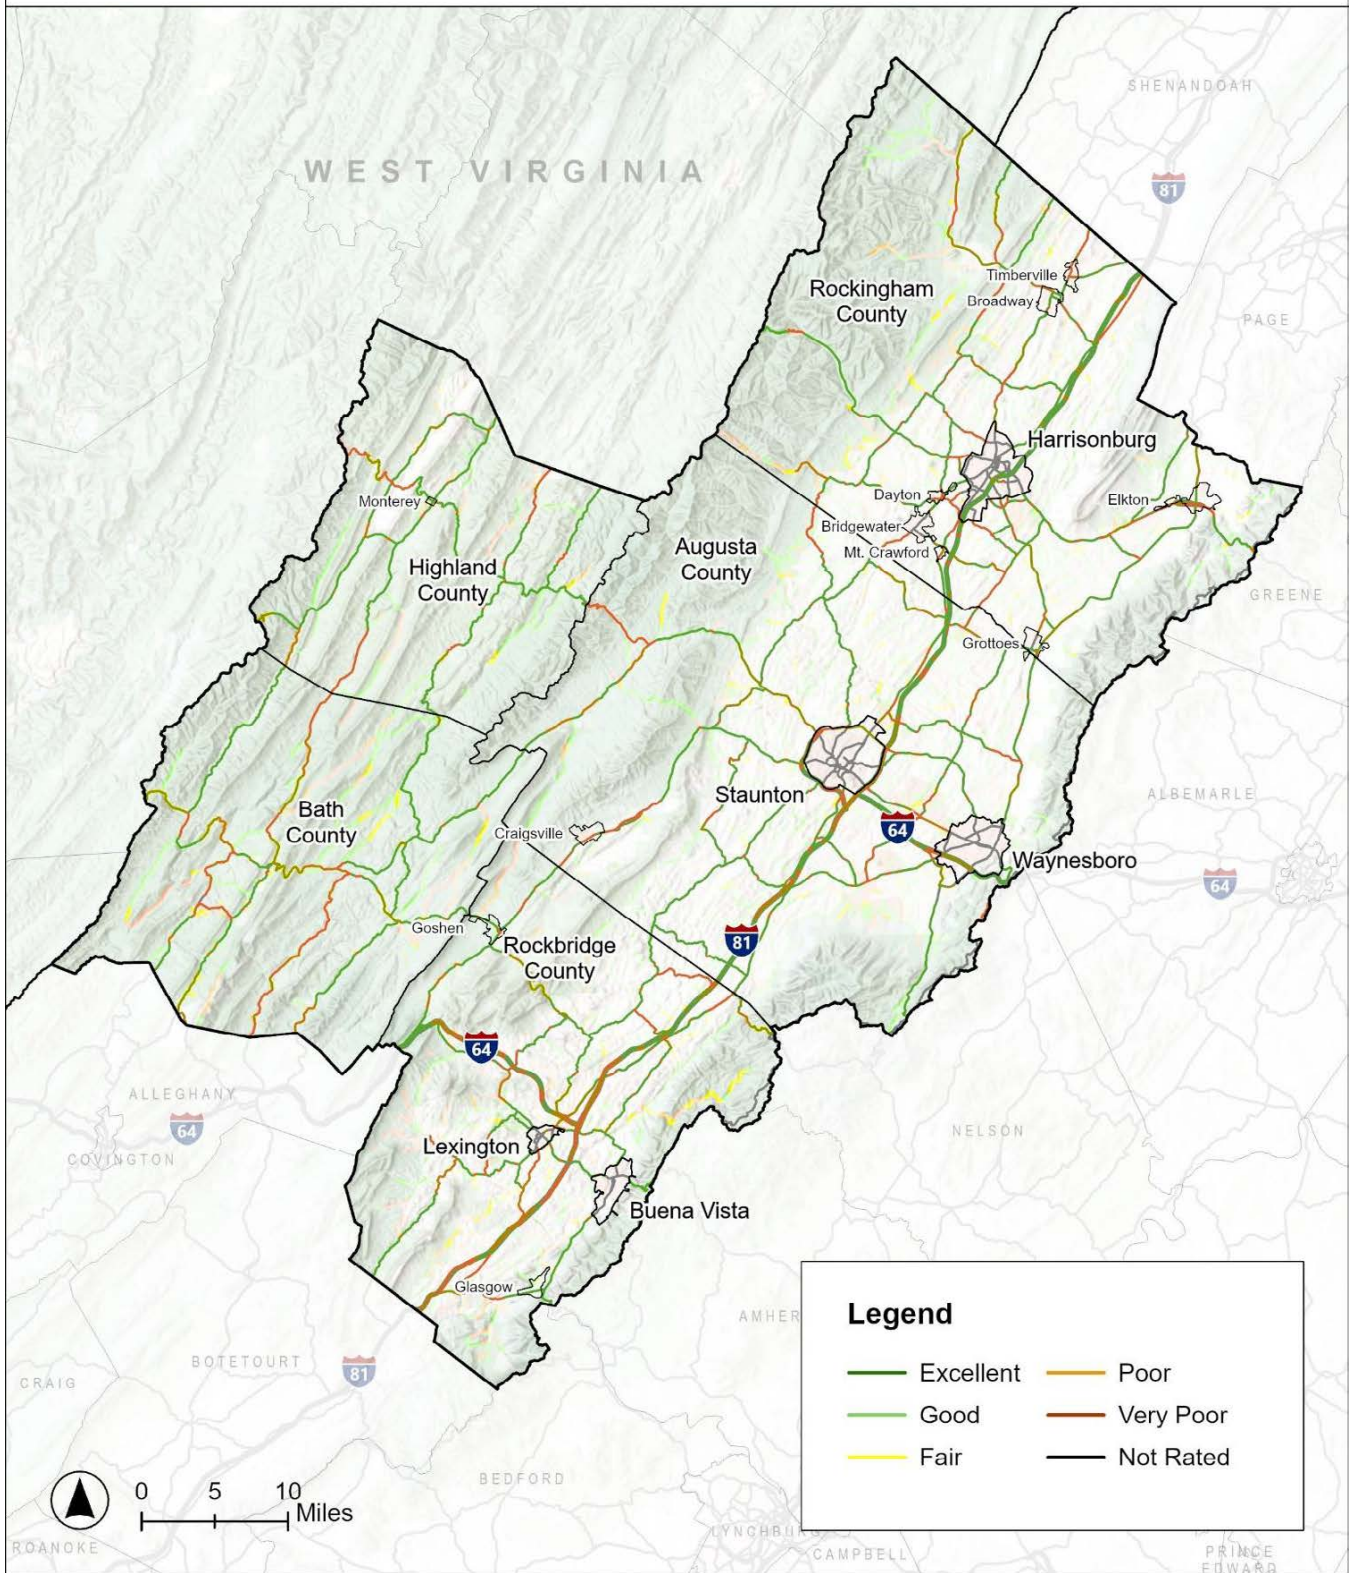 SHENANDOAH
WEST VIRGINIA
81
Timberville
Rockingham
County
Broadway
PAGE
Harrisonburg
Monterey
Dayton
Elkton
Bridgewater
Augusta
County
Mt. Crawford
Highland
County
GREENE
Grottoes
Staunton
ALBEMARLE
Bath
County
64
Craigsville
Waynesboro
64
Goshen
Rockbridge
County
81
64
ALLEGHANY
64
COVINGTON
NELSON
Lexington
Buena Vista
Glasgow
AMHER
BOTETOURT
81
CRAIG
Legend
Excellent
Poor
Good
Very Poor
Fair
Not Rated
BEDFORD
0 5 10
Miles
ROANOKE
LYNCHBURG
CAMPBELL
PRINCE
EDWARD